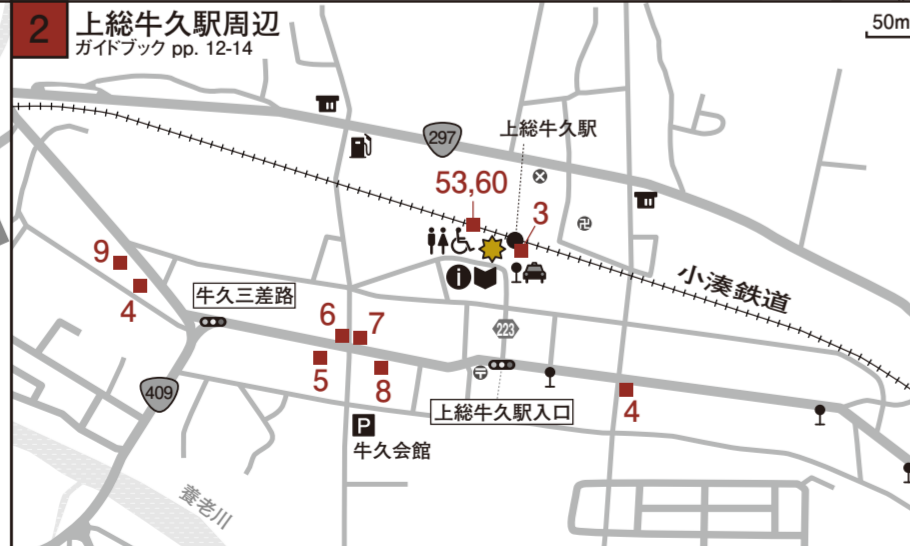 2
上総牛久駅周辺
ガイドブック pp. 12-14
50m
297
上総牛久駅
53,60
3
卍
小湊鉄道
9
4
牛久三差路
6
7
5
8
223
〒
上総牛久駅入口
4
409
P
牛久会館
養老川